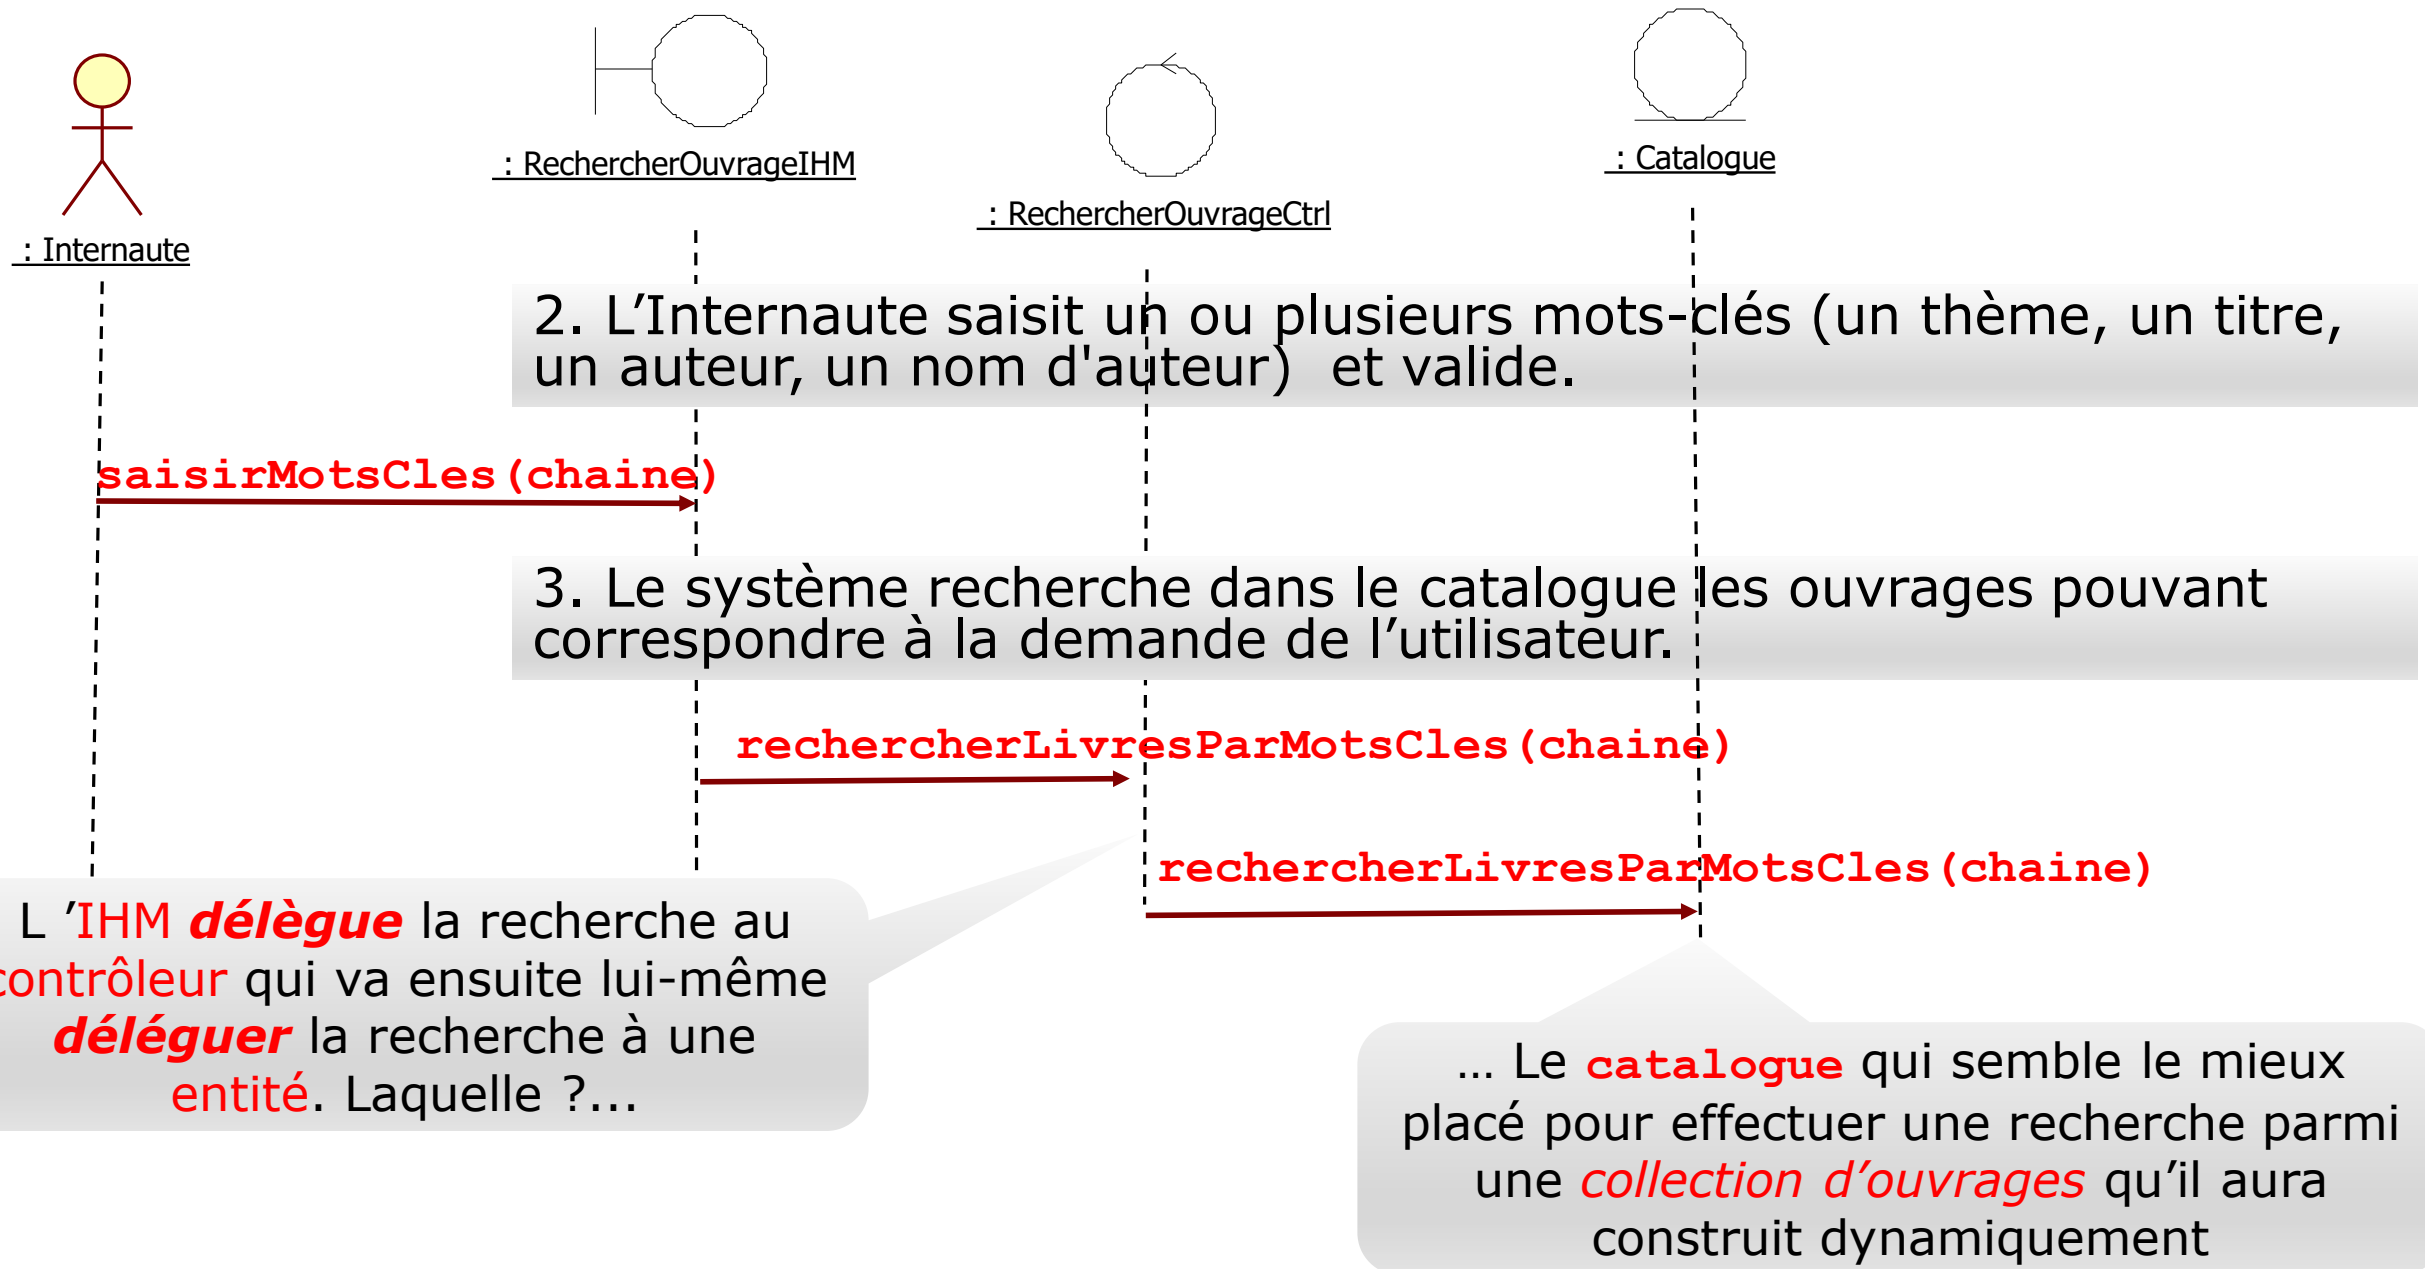 : RechercherOuvrageIHM
: Catalogue
: RechercherOuvrageCtrl
: Internaute
2. L’Internaute saisit un ou plusieurs mots-clés (un thème, un titre,
un auteur, un nom d'auteur)  et valide.
saisirMotsCles(chaine)
3. Le système recherche dans le catalogue les ouvrages pouvant
correspondre à la demande de l’utilisateur.
rechercherLivresParMotsCles(chaine)
rechercherLivresParMotsCles(chaine)
L ’IHM délègue la recherche au
contrôleur qui va ensuite lui-même
déléguer la recherche à une
entité. Laquelle ?...
... Le catalogue qui semble le mieux
placé pour effectuer une recherche parmi
une collection d’ouvrages qu’il aura
construit dynamiquement